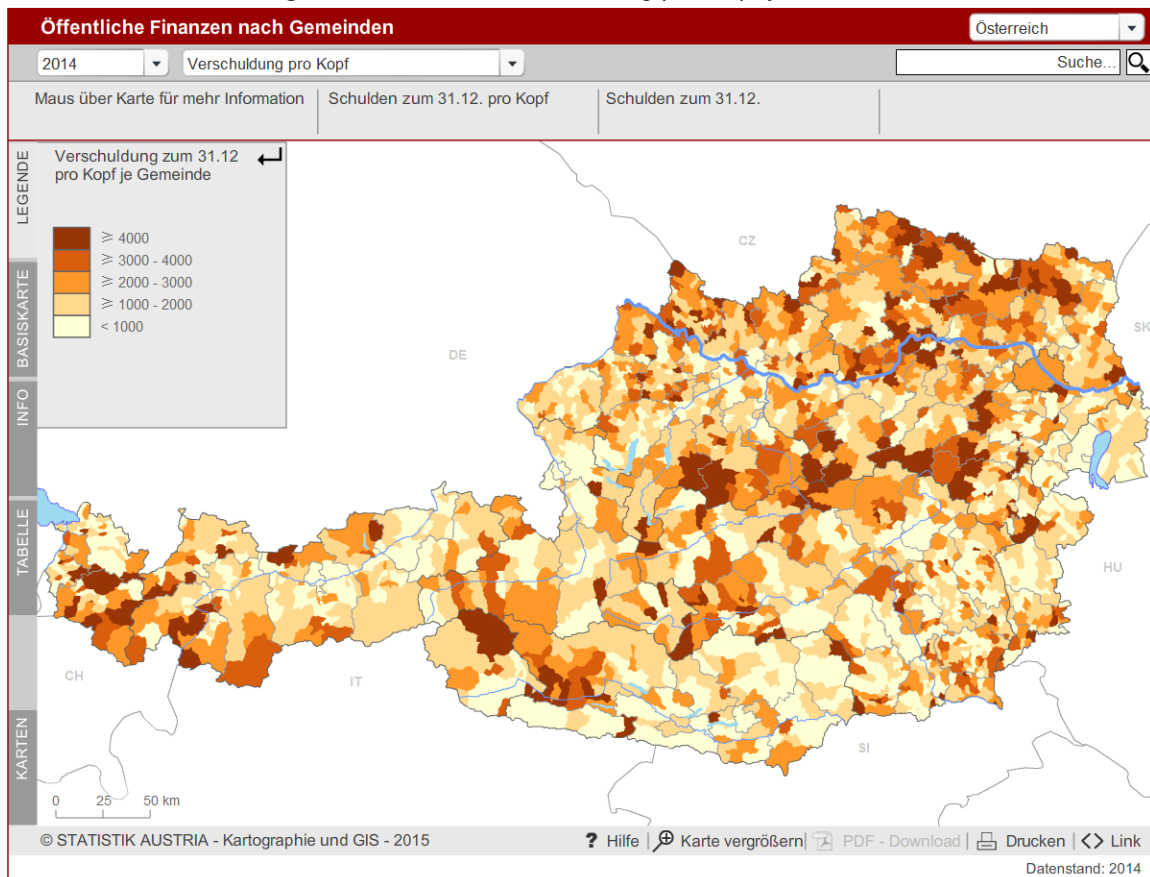 Öffentliche Finanzen nach Gemeinden
Österreich
2014
Verschuldung pro Kopf
Suche...
Maus über Karte für mehr Information
Schulden zum 31.12. pro Kopf
Schulden zum 31.12.
LEGENDE
BASISKARTE
INFO
TABELLE
KARTEN
Verschuldung zum 31.12
pro Kopf je Gemeinde
≥ 4000
≥ 3000 - 4000
≥ 2000 - 3000
≥ 1000 - 2000
< 1000
CZ
SK
DE
HU
CH
IT
SI
0 25 50 km
© STATISTIK AUSTRIA - Kartographie und GIS - 2015
? Hilfe | Karte vergrößern| PDF - Download | Drucken | <> Link
Datenstand: 2014